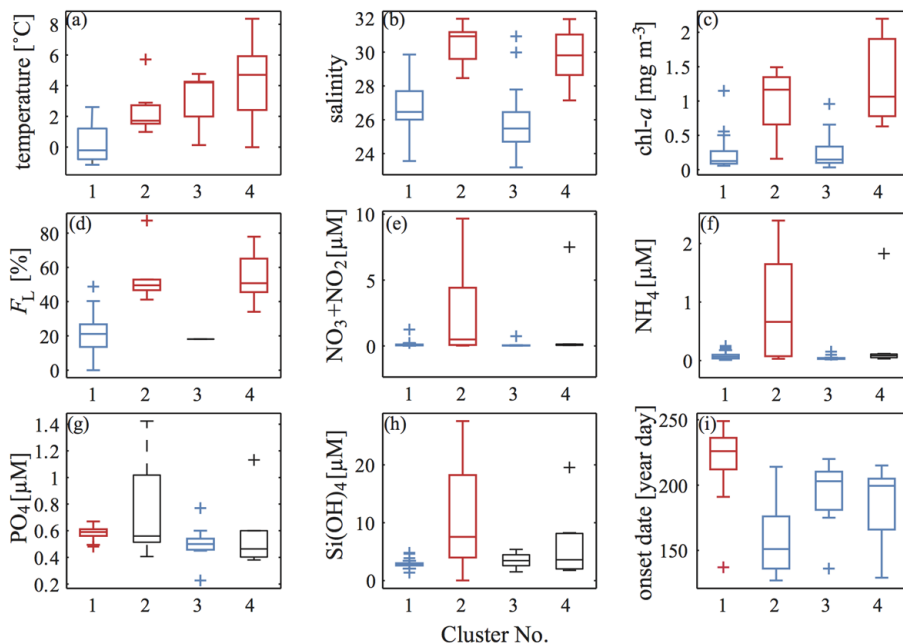 (a) (b) (c)
temperature [˚C] salinity chl-a [mg m-3]
8 6 4 2 0
32 30 28 26 24
2 1.5 1 0.5 0
1 2 3 4 1 2 3 4 1 2 3 4
(d) (e) (f)
FL [%] NO3+NO2 [µM] NH4 [µM]
80 60 40 20 0
10 5 0
2 1 0
1 2 3 4 1 2 3 4 1 2 3 4
(g) (h) (i)
PO4 [µM] Si(OH)4 [µM] onset date [year day]
1.4 1.2 1 0.8 0.6 0.4 0.2
20 10 0
250 200 150
1 2 3 4 1 2 3 4 1 2 3 4
Cluster No.